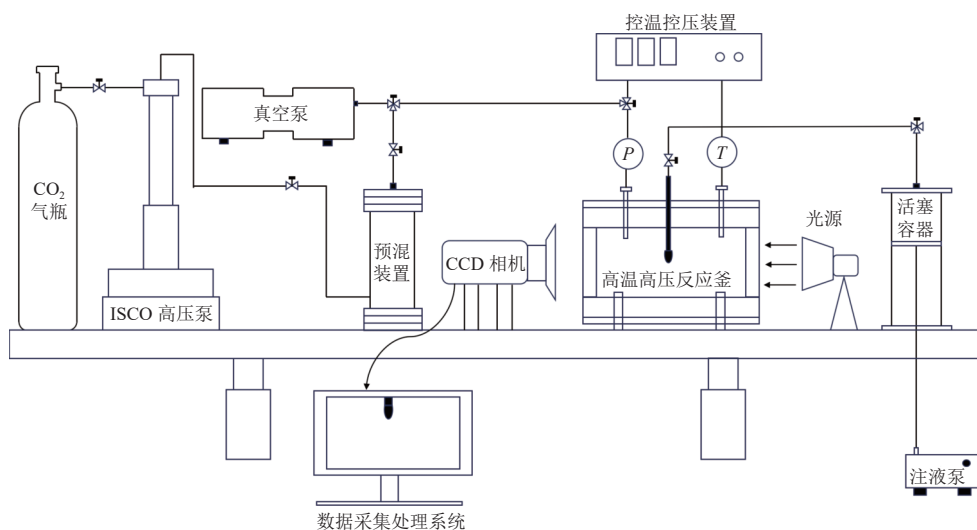 控温控压装置
真空泵
CO₂
气瓶
P
T
活塞
容器
光源
预混
装置
CCD 相机
高温高压反应釜
ISCO 高压泵
注液泵
数据采集处理系统